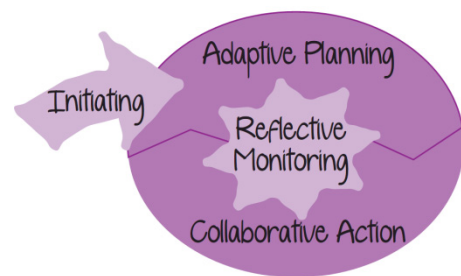 Adaptive Planning
Initiating
Reflective
Monitoring
Collaborative Action